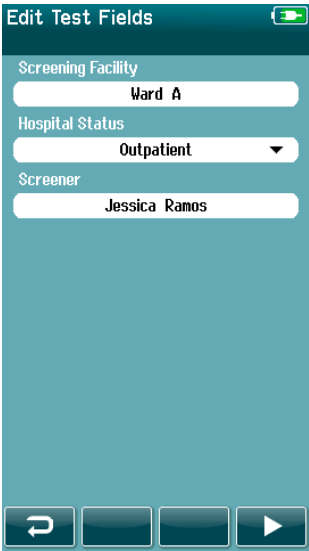 Edit Test Fields
Screening Facility
Ward A
Hospital Status
Outpatient
Screener
Jessica Ramos